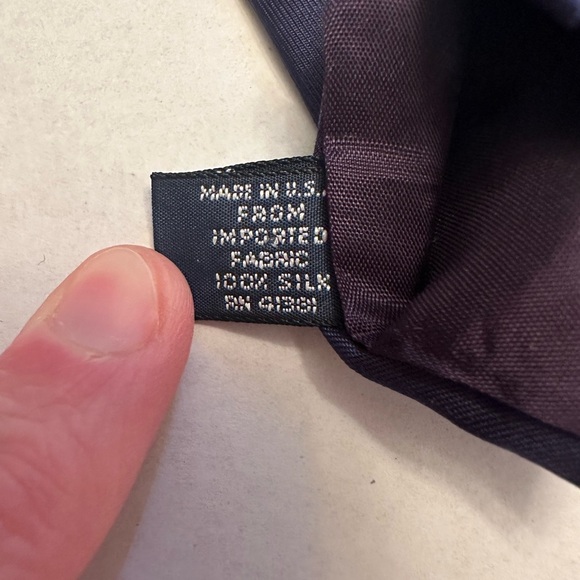 MADE IN U.S.A
FROM
IMPORTED
FABRIC
100% SILK
RN 41381